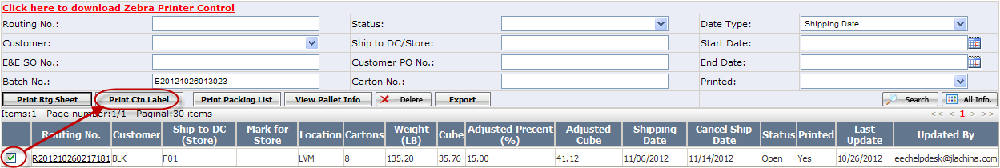 Click here to download Zebra Printer Control
Routing No.: Status: Date Type: Shipping Date
Customer: Ship to DC/Store: Start Date:
E&E SO No.: Customer PO No.: End Date:
Batch No.: B20121026013023 Carton No.: Printed:
Print Rtg Sheet Print Ctn Label Print Packing List View Pallet Info Delete Export Search All Info.
Items:1 Page number:1/1 Paginal:30 items << < 1 > >>
Routing No. Customer Ship to DC (Store) Mark for Store Location Cartons Weight (LB) Cube Adjusted Precent (%) Adjusted Cube Shipping Date Cancel Ship Date Status Printed Last Update Updated By
R201210260217181 BLK F01 LVM 8 135.20 35.76 15.00 41.12 11/06/2012 11/14/2012 Open Yes 10/26/2012 eechelpdesk@jlachina.com